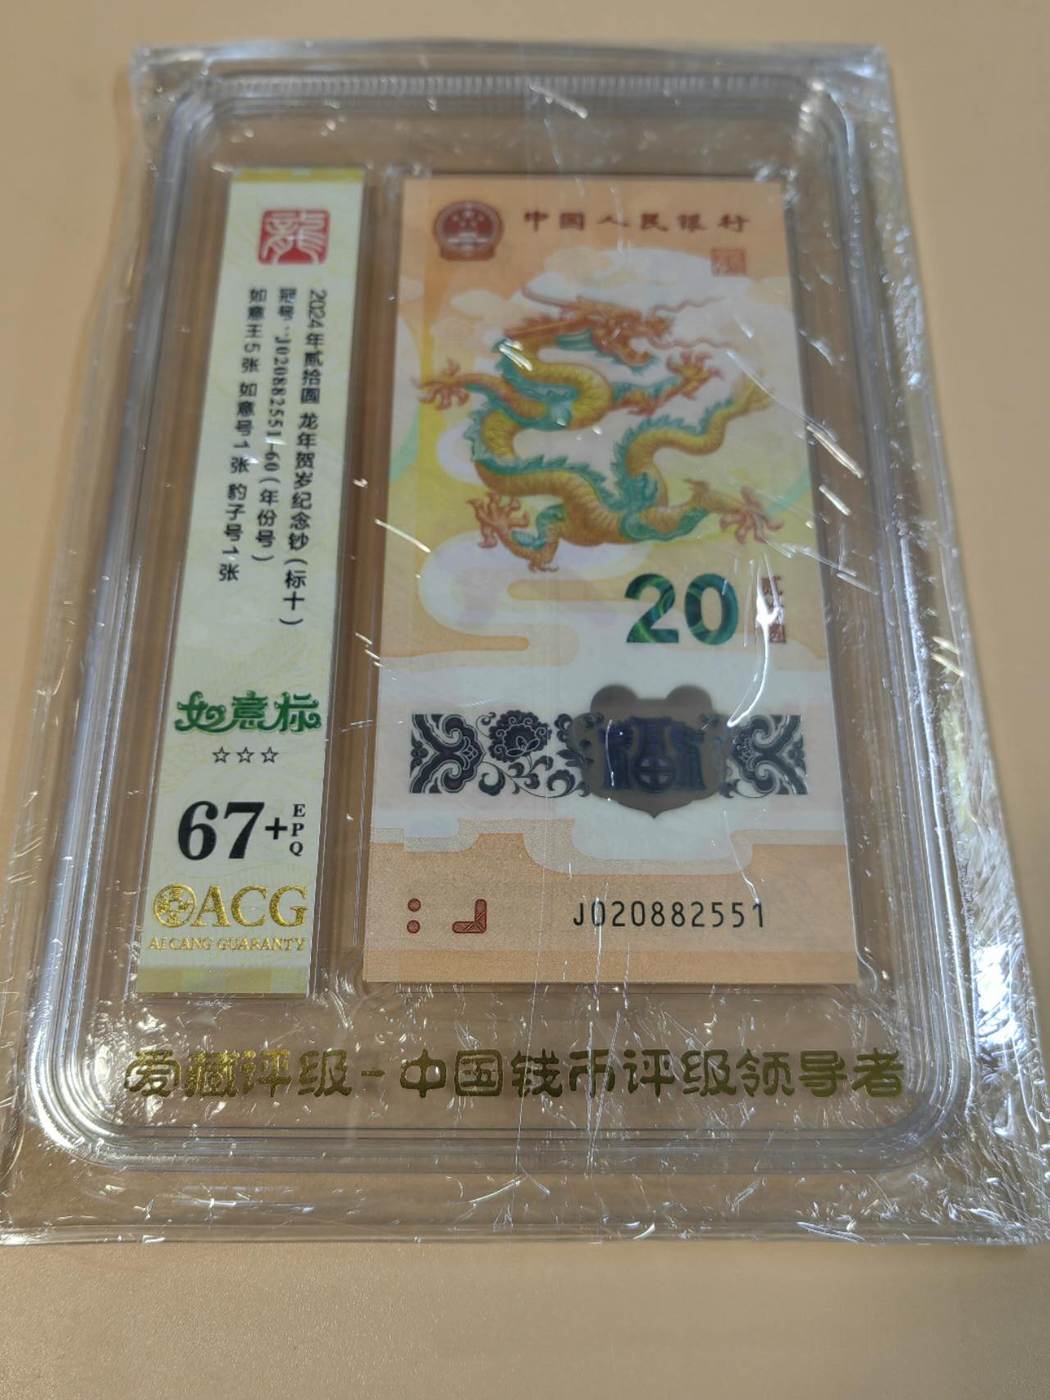 龍
2024年贰拾圆 龙年贺岁纪念钞(标十)
冠号:J020882551-60(年份号)
如意王5张 如意号1张 豹子号1张
如意标
☆☆☆
67+EPQ
ACG
AI CANG GUARANTY
中国人民银行
20
J020882551
爱藏评级-中国钱币评级领导者